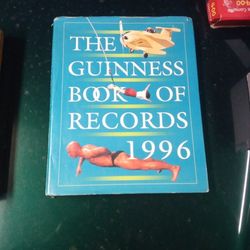 THE
GUINNESS
BOOK OF
RECORDS
1996